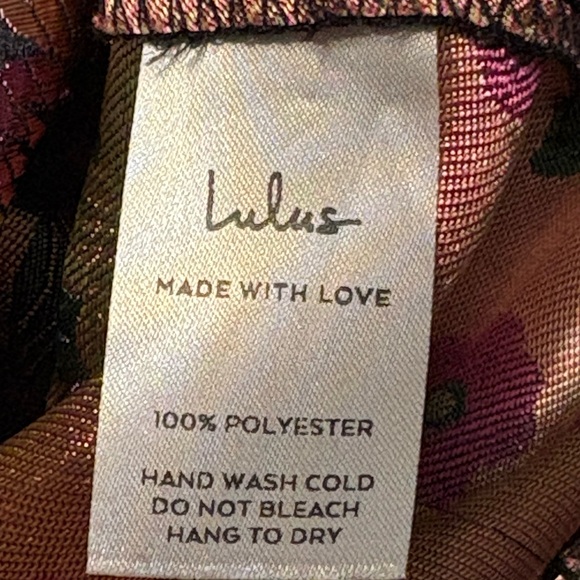 Lulus
MADE WITH LOVE
100% POLYESTER
HAND WASH COLD
DO NOT BLEACH
HANG TO DRY